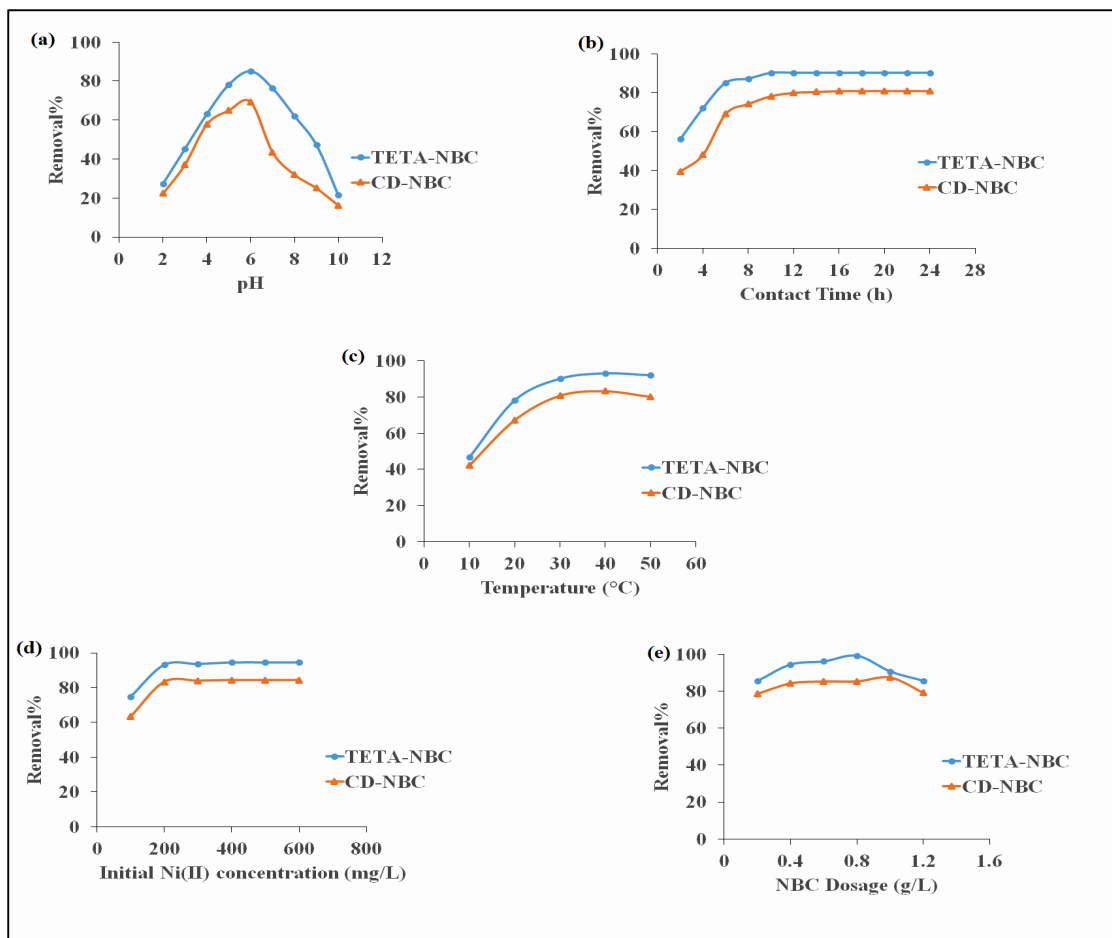 (a)
100
80
60
40
20
0
Removal%
0 2 4 6 8 10 12
pH
TETA-NBC
CD-NBC
(b)
100
80
60
40
20
0
Removal%
0 4 8 12 16 20 24 28
Contact Time (h)
TETA-NBC
CD-NBC
(c)
100
80
60
40
20
0
Removal%
0 10 20 30 40 50 60
Temperature (°C)
TETA-NBC
CD-NBC
(d)
100
80
60
40
20
0
Removal%
0 200 400 600 800
Initial Ni(II) concentration (mg/L)
TETA-NBC
CD-NBC
(e)
100
80
60
40
20
0
Removal%
0 0.4 0.8 1.2 1.6
NBC Dosage (g/L)
TETA-NBC
CD-NBC